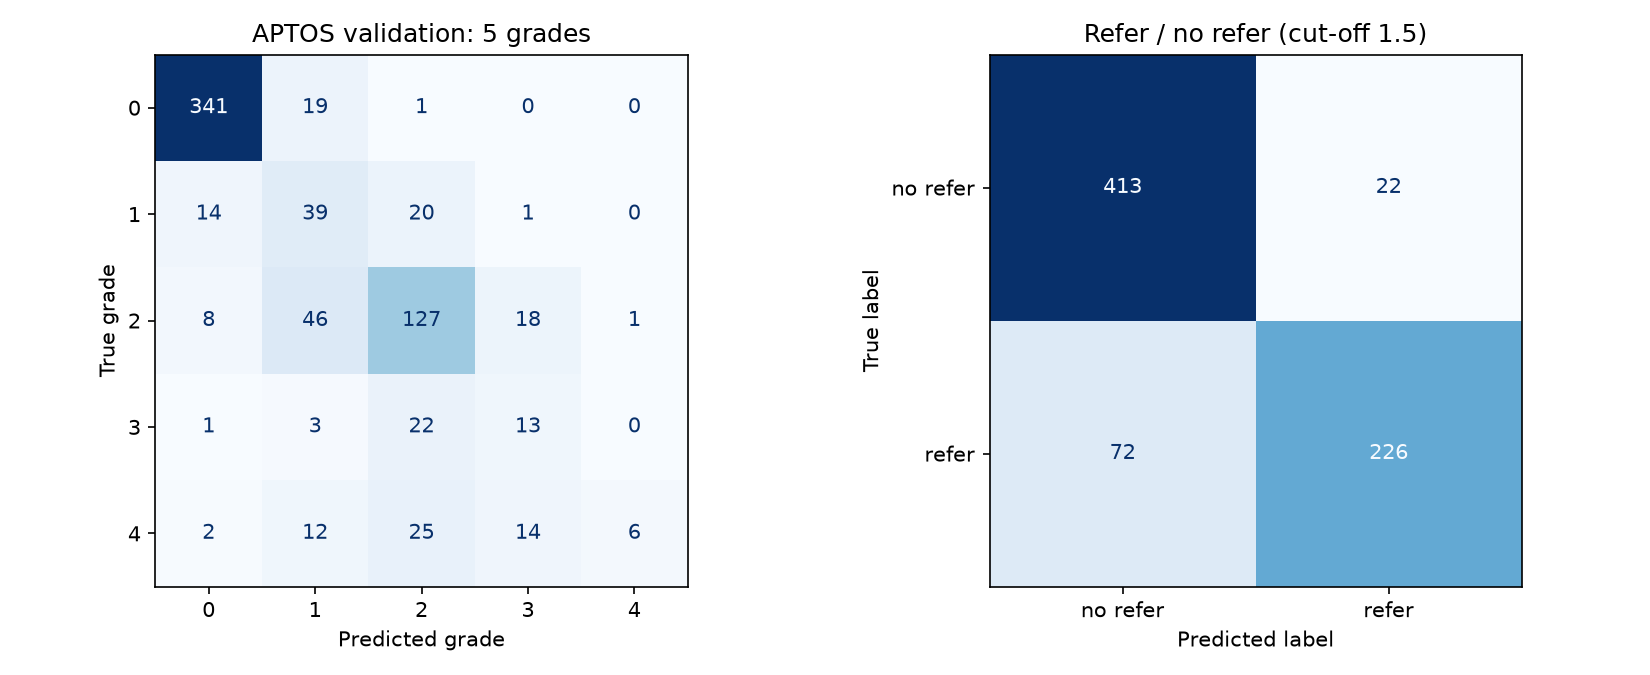 APTOS validation: 5 grades
True grade
0 341 19 1 0 0
1 14 39 20 1 0
2 8 46 127 18 1
3 1 3 22 13 0
4 2 12 25 14 6
0 1 2 3 4
Predicted grade
Refer / no refer (cut-off 1.5)
True label
no refer 413 22
refer 72 226
no refer refer
Predicted label